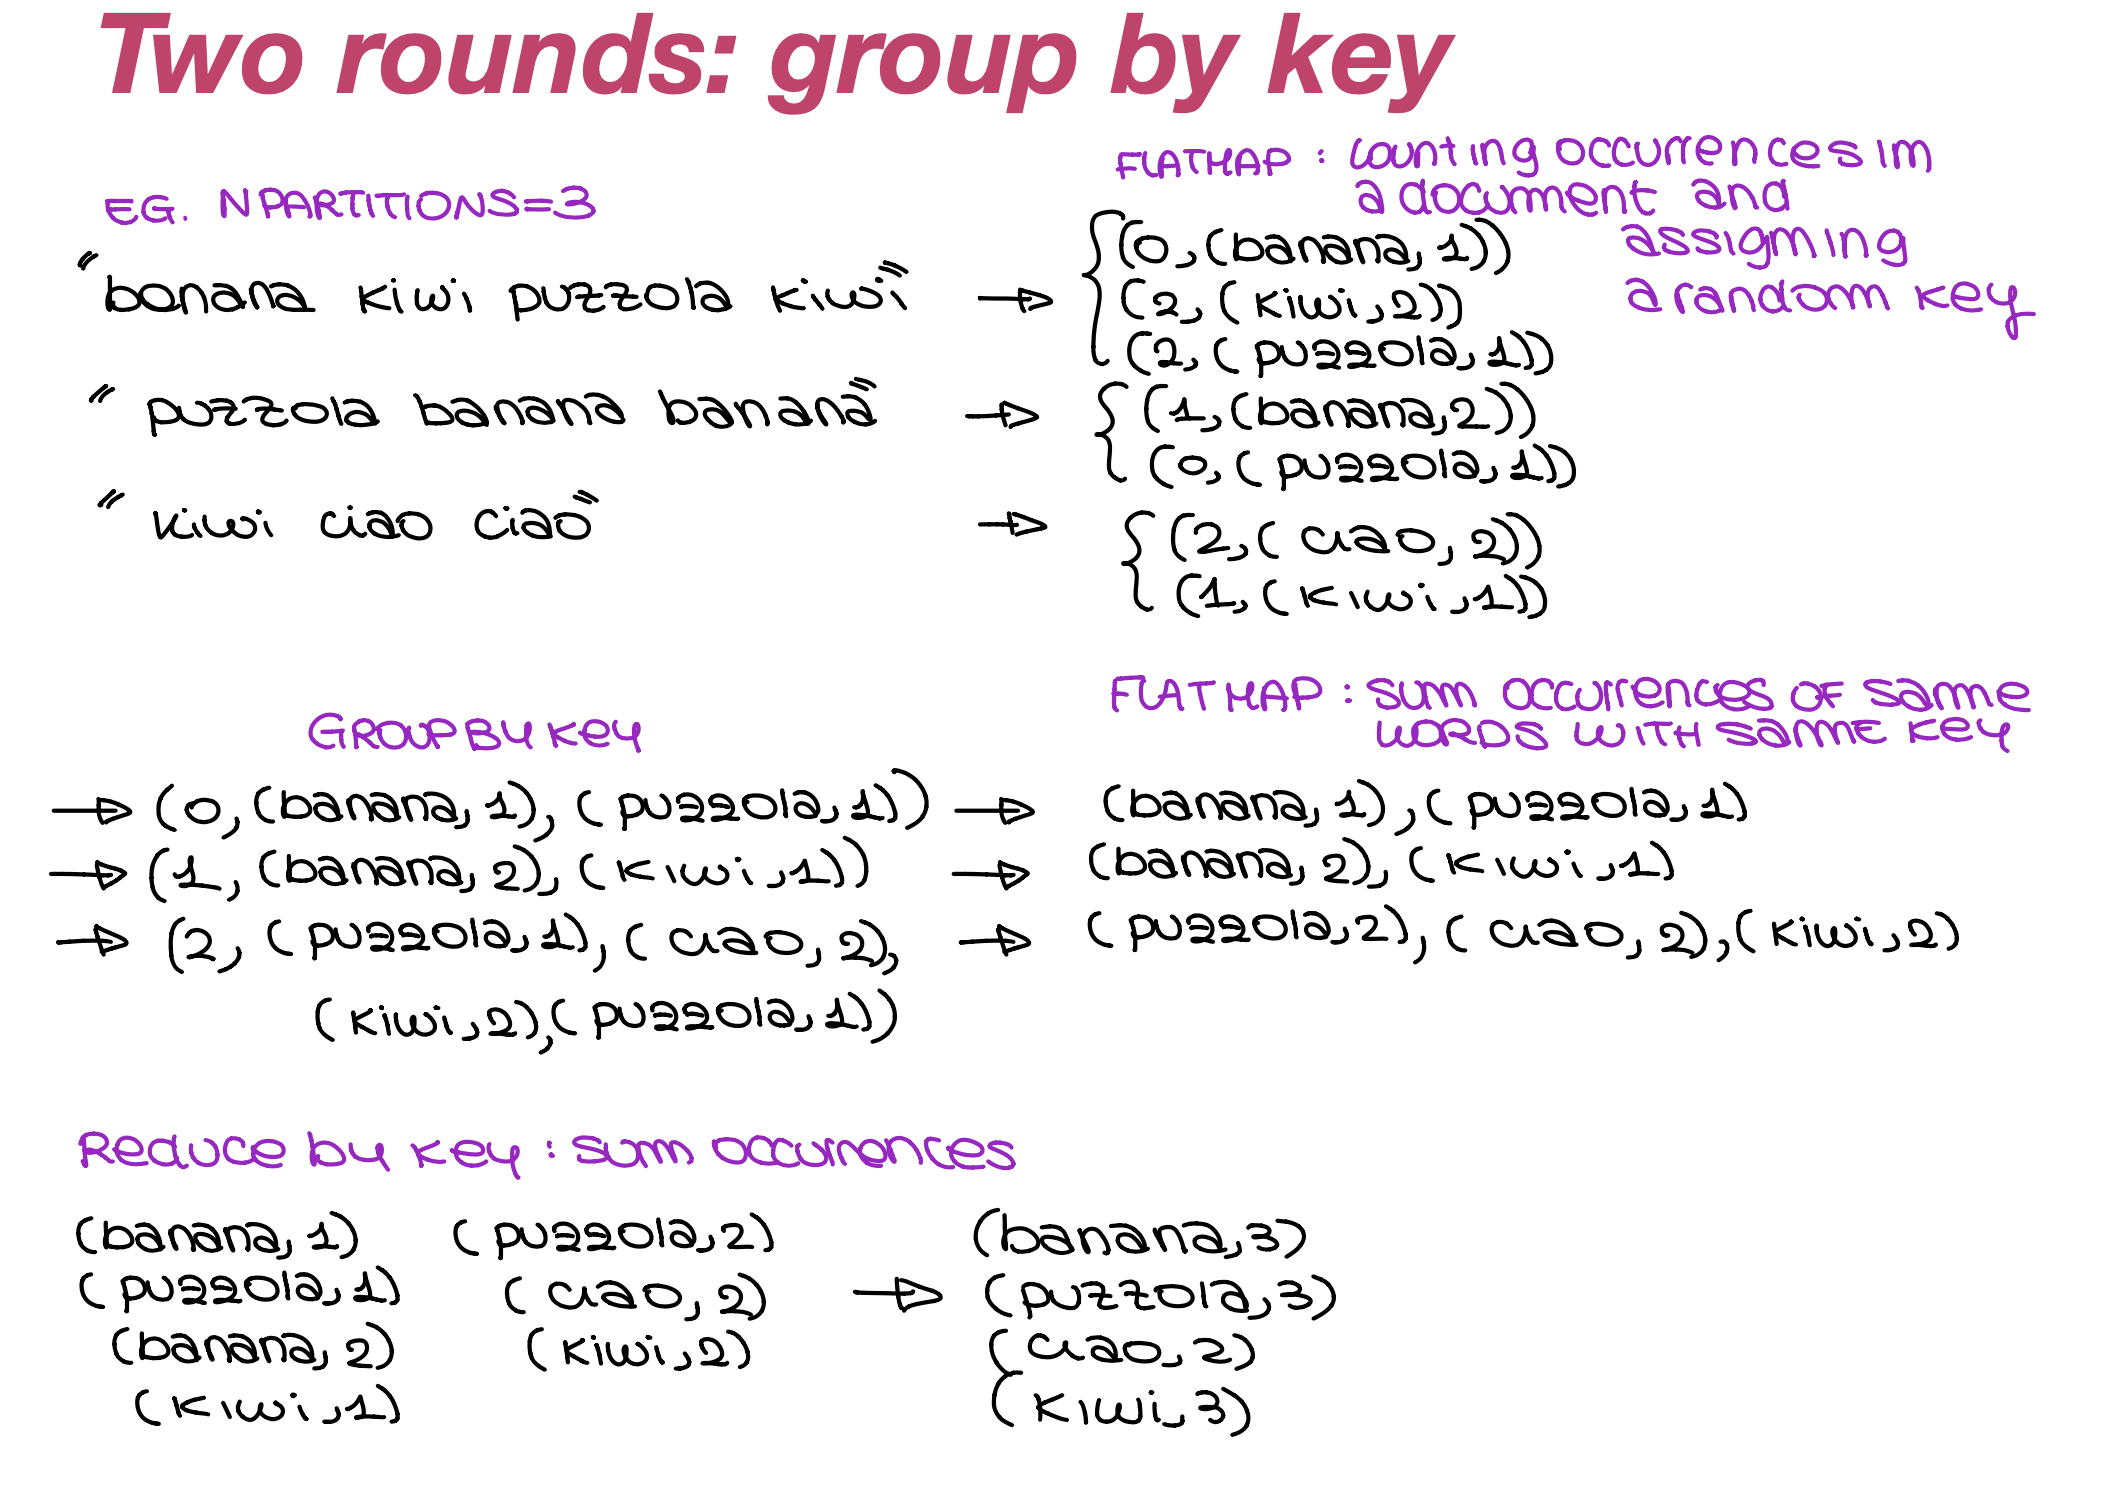 Two rounds: group by key
EG. NPARTITIONS=3
FLATMAP : counting occurrences in
a document and
assigning
a random key
"banana kiwi puzzola kiwi" → { (0,(banana,1))
(2,(kiwi,2))
(2,(puzzola,1))
"puzzola banana banana" → { (1,(banana,2))
(0,(puzzola,1))
"kiwi ciao ciao" → { (2,(ciao,2))
(1,(kiwi,1))
GROUP BY KEY
FLATMAP : sum occurrences of same
words with same key
→ (0,(banana,1),(puzzola,1)) → (banana,1),(puzzola,1)
→ (1,(banana,2),(kiwi,1)) → (banana,2),(kiwi,1)
→ (2,(puzzola,1),(ciao,2), → (puzzola,2),(ciao,2),(kiwi,2)
(kiwi,2),(puzzola,1))
Reduce by key : sum occurrences
(banana,1) (puzzola,2) (banana,3)
(puzzola,1) (ciao,2) → (puzzola,3)
(banana,2) (kiwi,2) (ciao,2)
(kiwi,1) (kiwi,3)